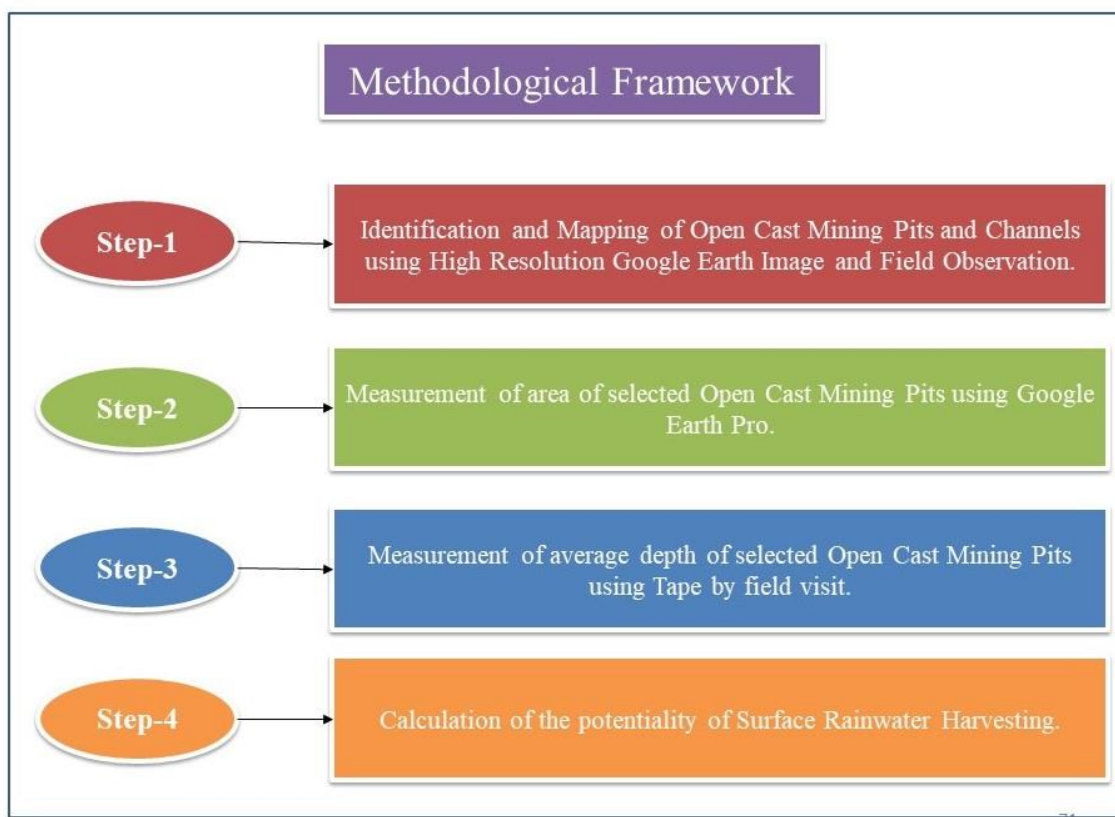 Methodological Framework
Step-1
Identification and Mapping of Open Cast Mining Pits and Channels
using High Resolution Google Earth Image and Field Observation.
Step-2
Measurement of area of selected Open Cast Mining Pits using Google
Earth Pro.
Step-3
Measurement of average depth of selected Open Cast Mining Pits
using Tape by field visit.
Step-4
Calculation of the potentiality of Surface Rainwater Harvesting.